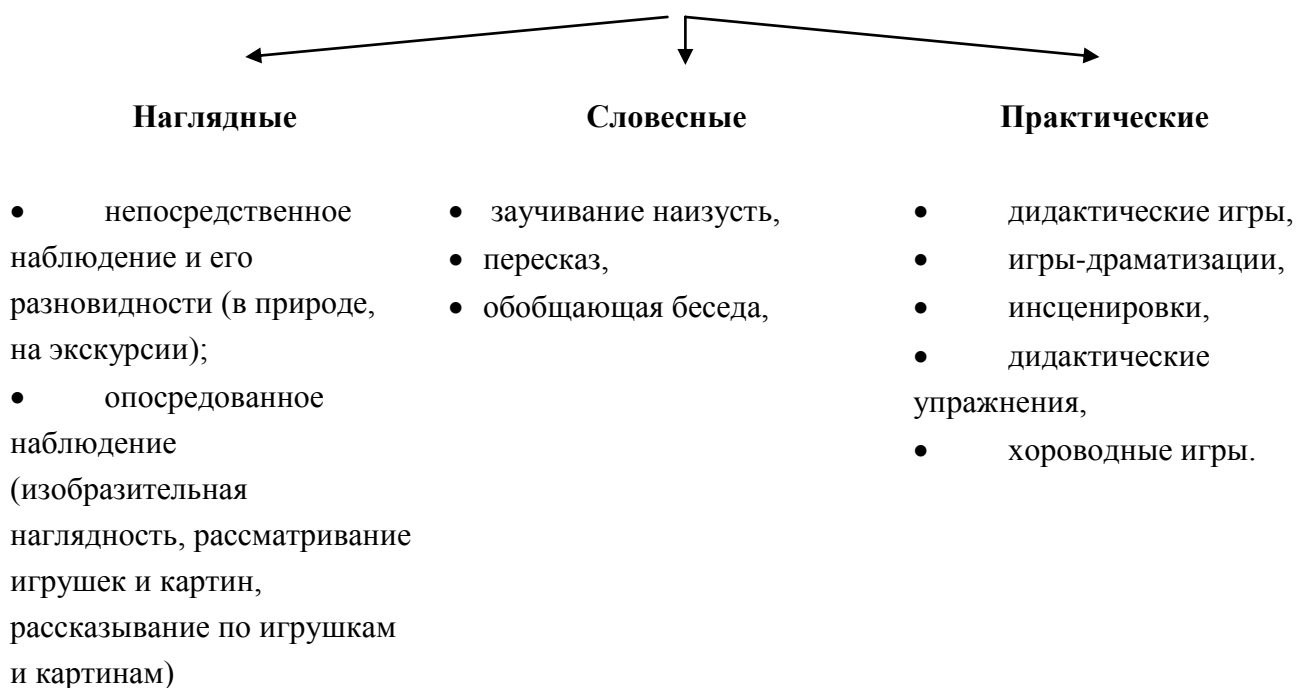 Наглядные
• непосредственное
наблюдение и его
разновидности (в природе,
на экскурсии);
• опосредованное
наблюдение
(изобразительная
наглядность, рассматривание
игрушек и картин,
рассказывание по игрушкам
и картинам)
Словесные
• заучивание наизусть,
• пересказ,
• обобщающая беседа,
Практические
• дидактические игры,
• игры-драматизации,
• инсценировки,
• дидактические
упражнения,
• хороводные игры.